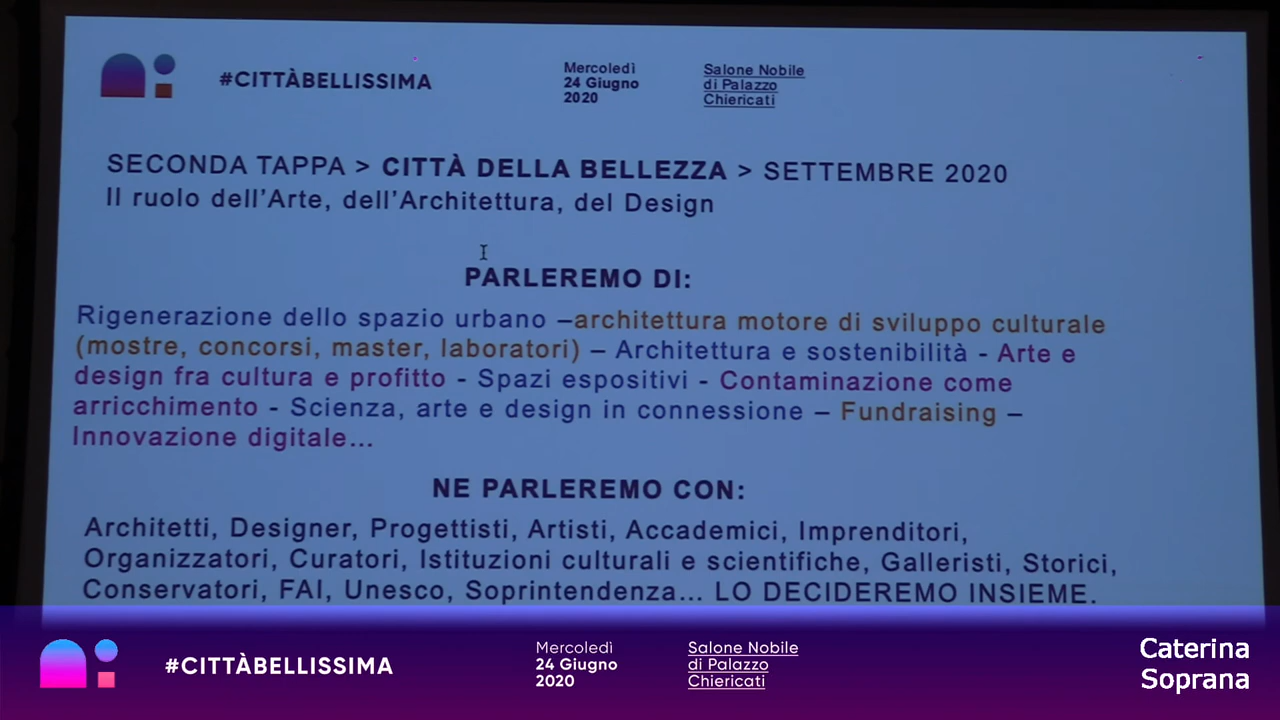 #CITTÀBELLISSIMA
Mercoledì
24 Giugno
2020
Salone Nobile
di Palazzo
Chiericati
SECONDA TAPPA > CITTÀ DELLA BELLEZZA > SETTEMBRE 2020
Il ruolo dell'Arte, dell'Architettura, del Design
PARLEREMO DI:
Rigenerazione dello spazio urbano –architettura motore di sviluppo culturale
(mostre, concorsi, master, laboratori) – Architettura e sostenibilità - Arte e
design fra cultura e profitto - Spazi espositivi - Contaminazione come
arricchimento - Scienza, arte e design in connessione – Fundraising –
Innovazione digitale...
NE PARLEREMO CON:
Architetti, Designer, Progettisti, Artisti, Accademici, Imprenditori,
Organizzatori, Curatori, Istituzioni culturali e scientifiche, Galleristi, Storici,
Conservatori, FAI, Unesco, Soprintendenza... LO DECIDEREMO INSIEME.
#CITTÀBELLISSIMA
Mercoledì
24 Giugno
2020
Salone Nobile
di Palazzo
Chiericati
Caterina
Soprana